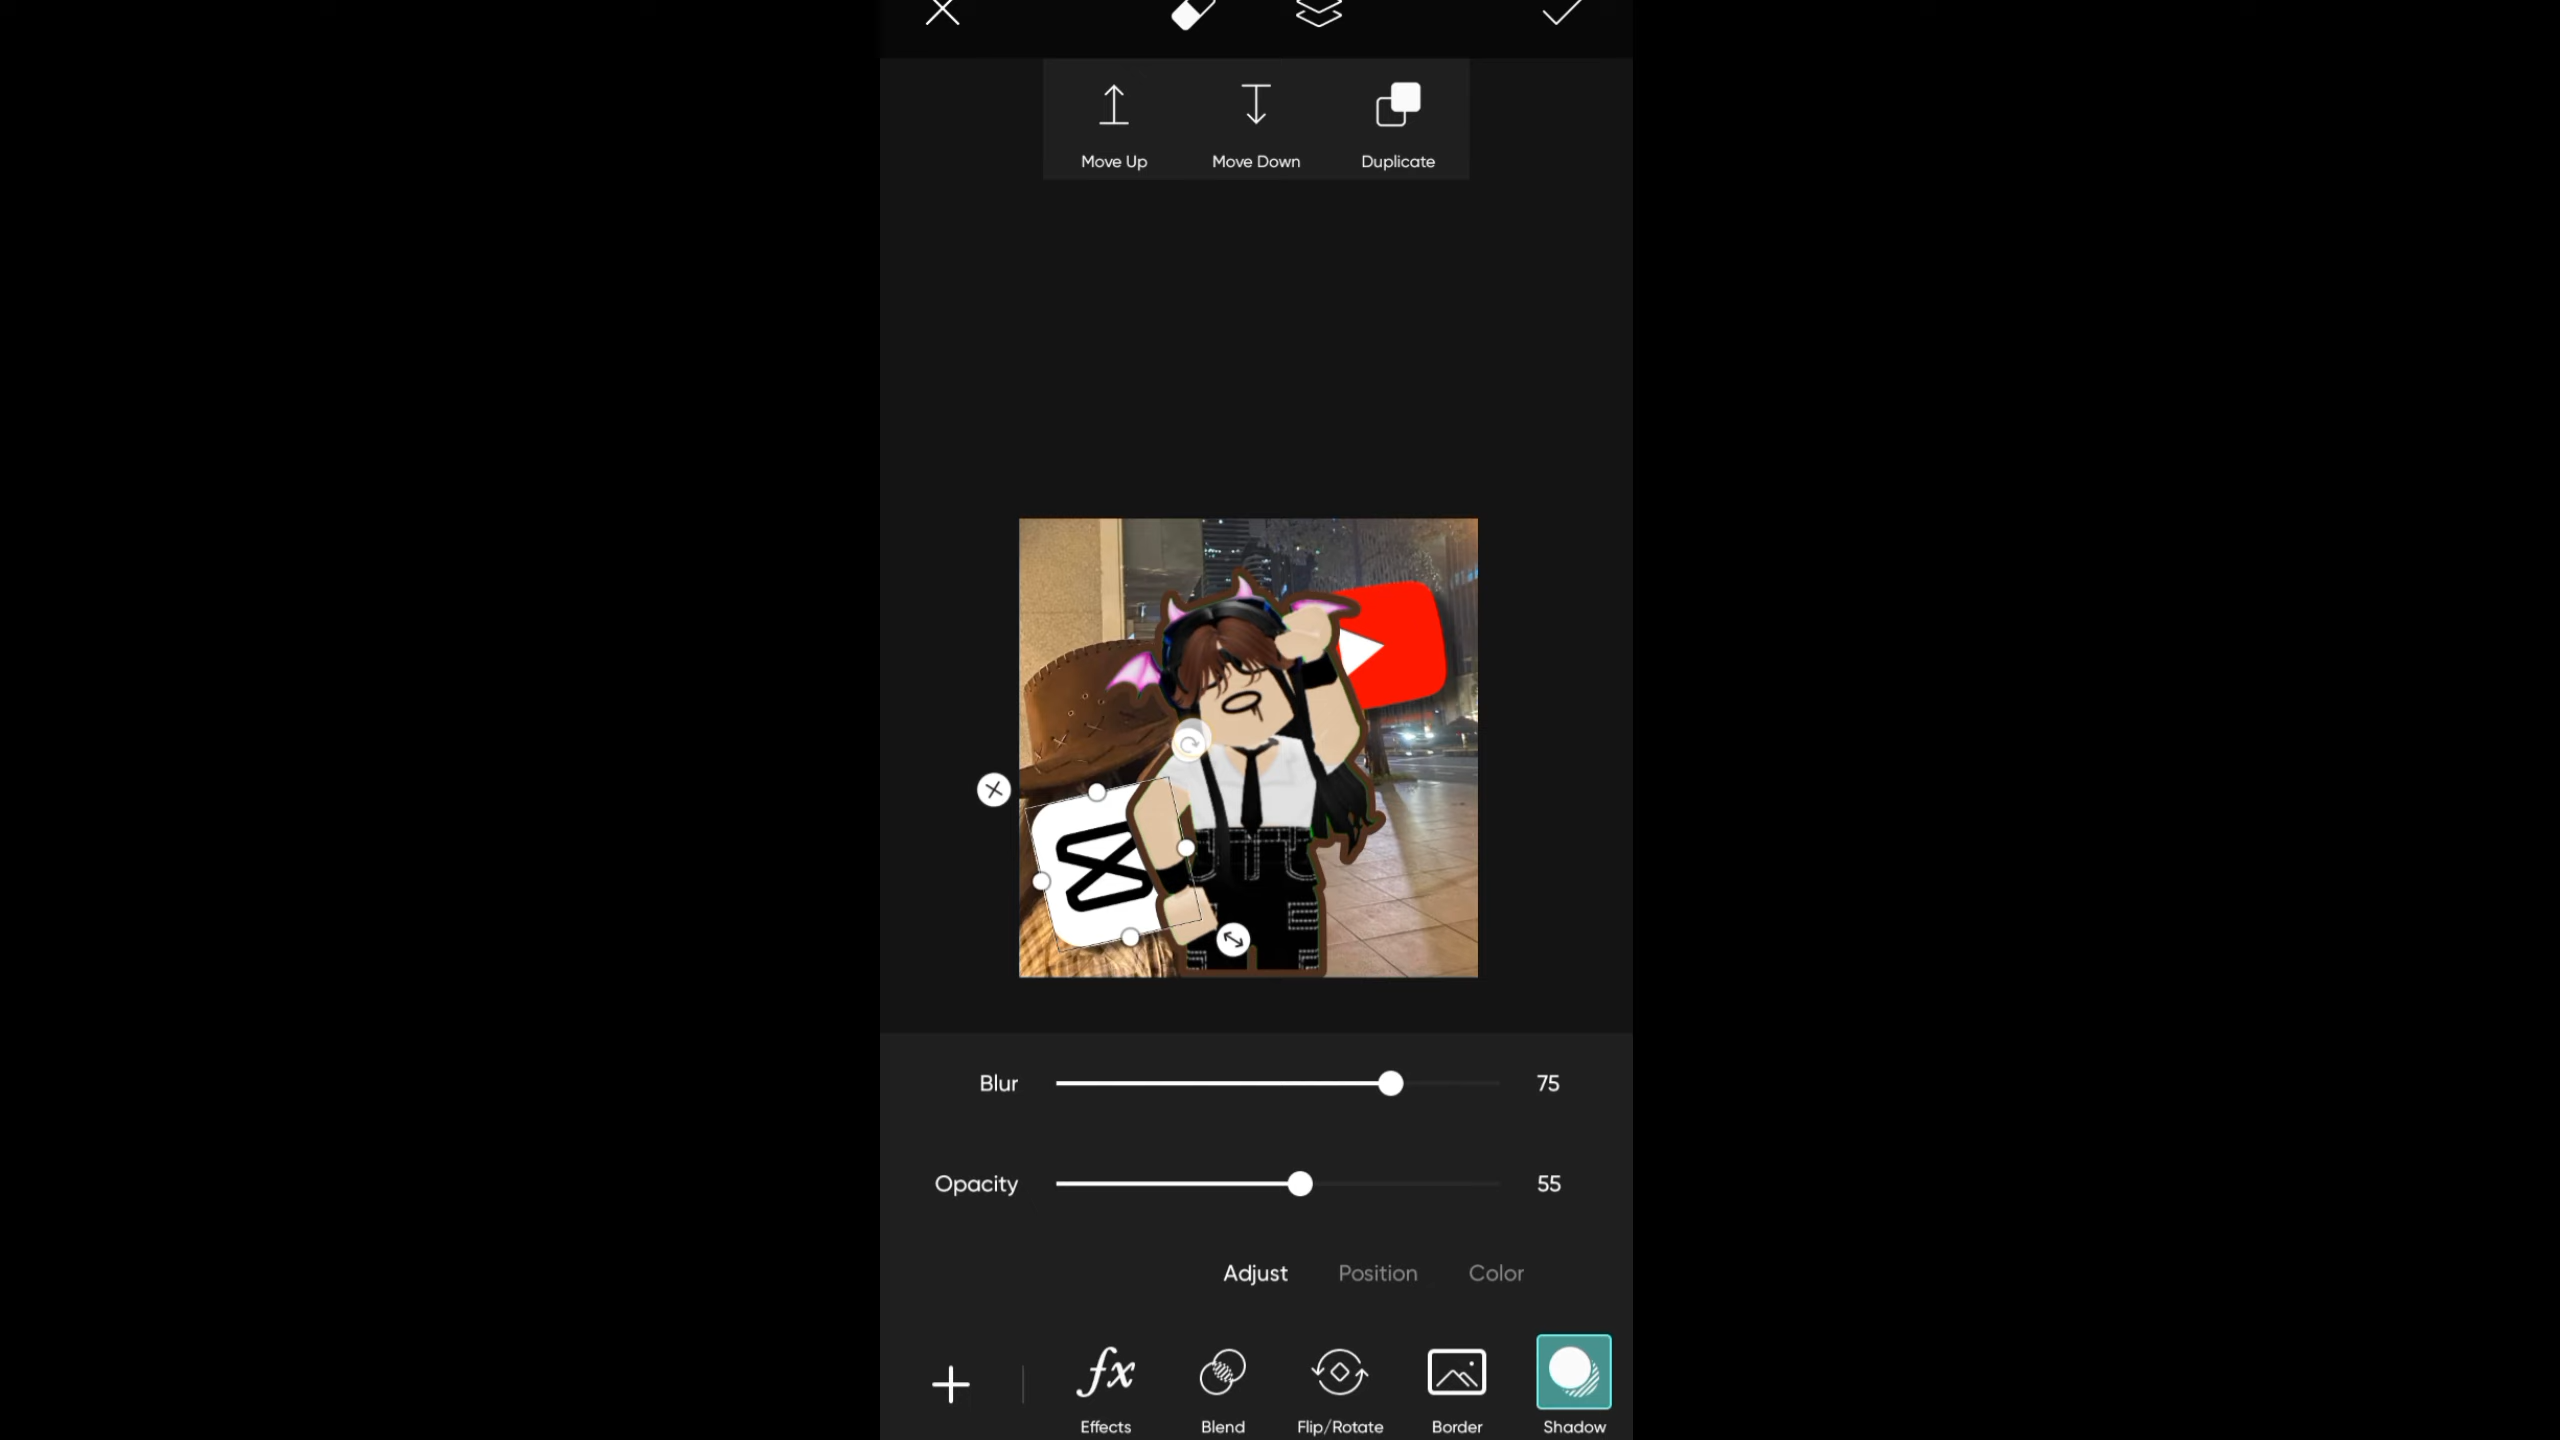 Move Up Move Down Duplicate
Blur 75
Opacity 55
Adjust Position Color
Effects Blend Flip/Rotate Border Shadow